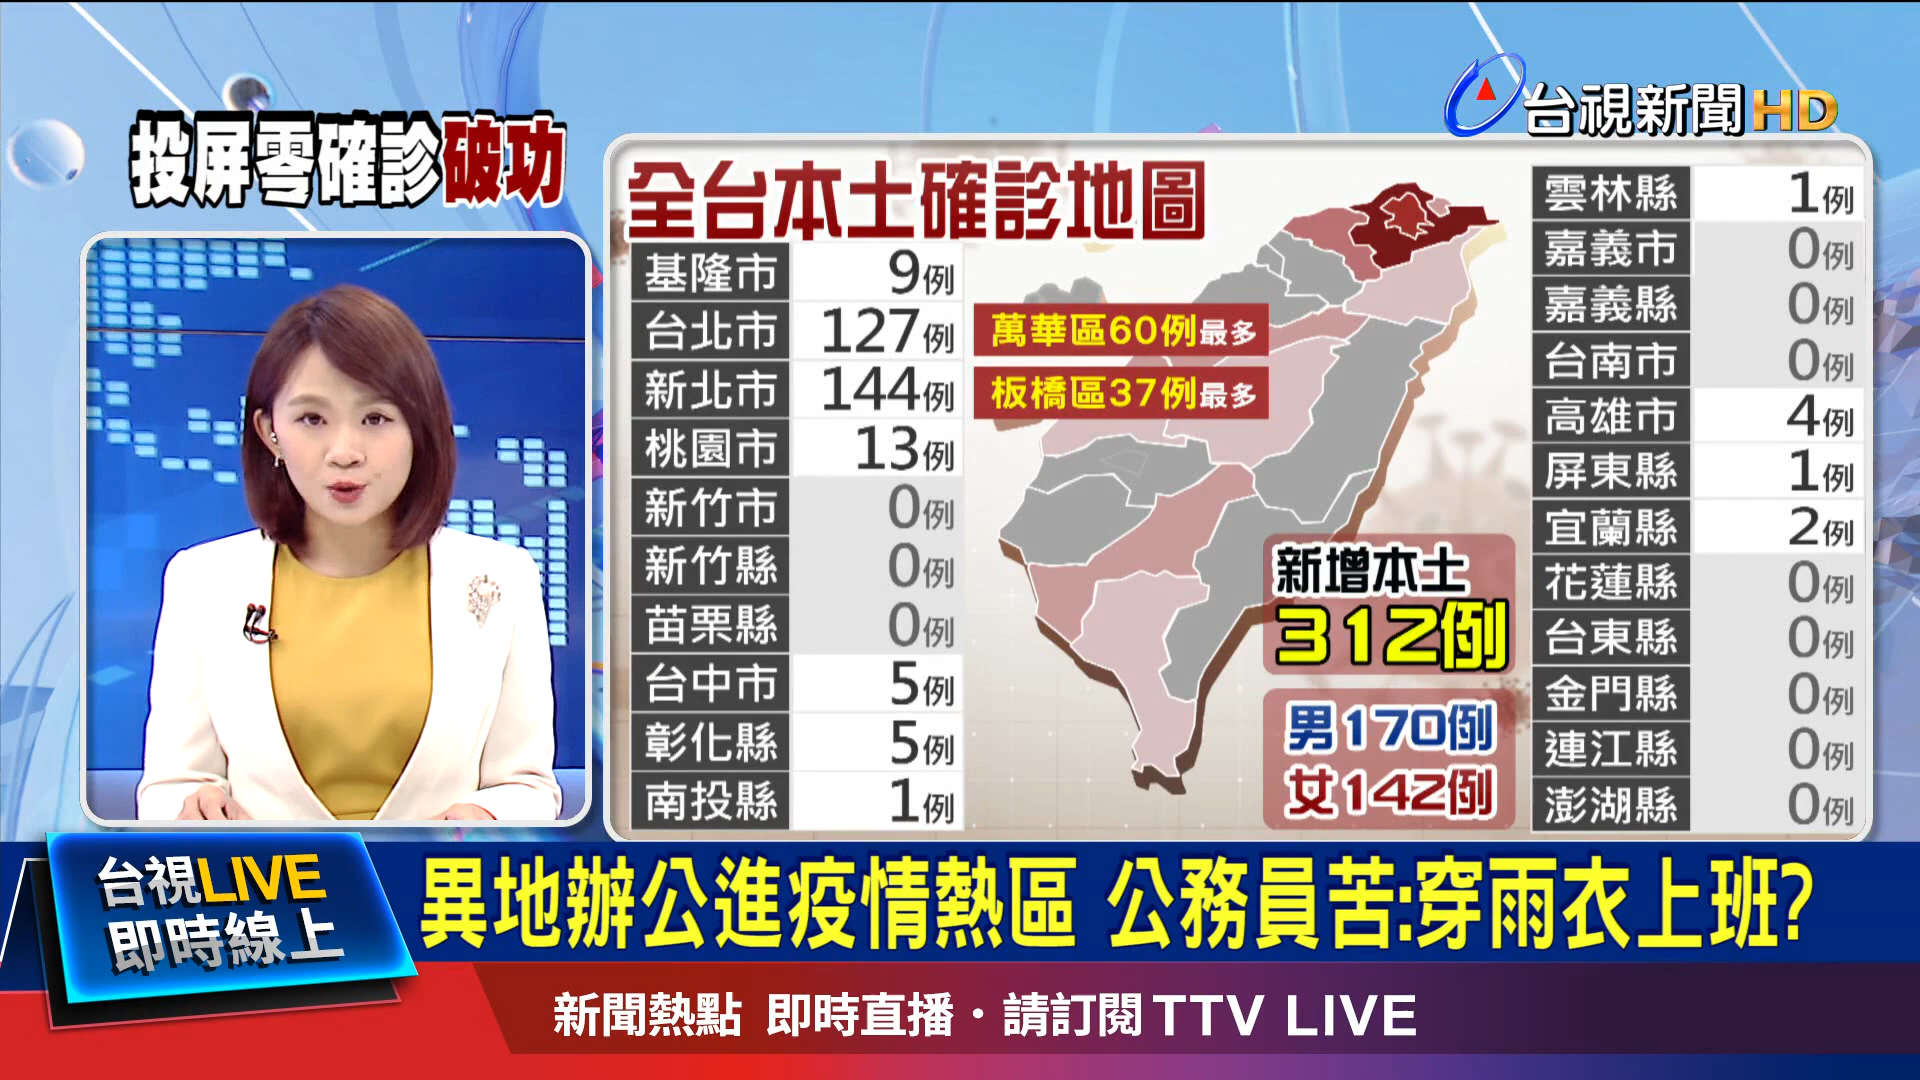 台視新聞HD
投屏零確診破功
全台本土確診地圖
基隆市 9例
台北市 127例
新北市 144例
桃園市 13例
新竹市 0例
新竹縣 0例
苗栗縣 0例
台中市 5例
彰化縣 5例
南投縣 1例
萬華區60例最多
板橋區37例最多
新增本土
312例
男170例
女142例
雲林縣 1例
嘉義市 0例
嘉義縣 0例
台南市 0例
高雄市 4例
屏東縣 1例
宜蘭縣 2例
花蓮縣 0例
台東縣 0例
金門縣 0例
連江縣 0例
澎湖縣 0例
台視LIVE
即時線上
異地辦公進疫情熱區 公務員苦:穿雨衣上班?
新聞熱點 即時直播・請訂閱TTV LIVE